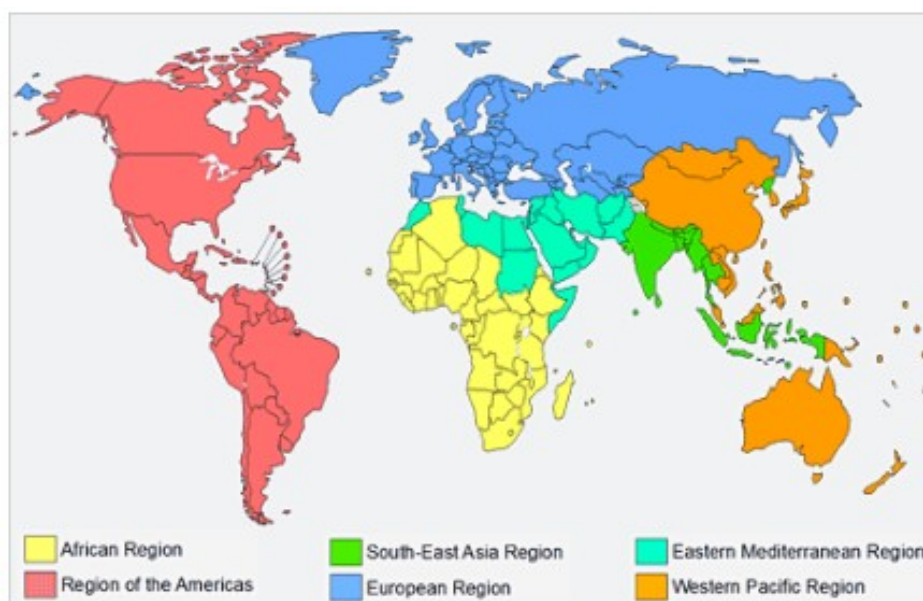 African Region
South-East Asia Region
Eastern Mediterranean Region
Region of the Americas
European Region
Western Pacific Region